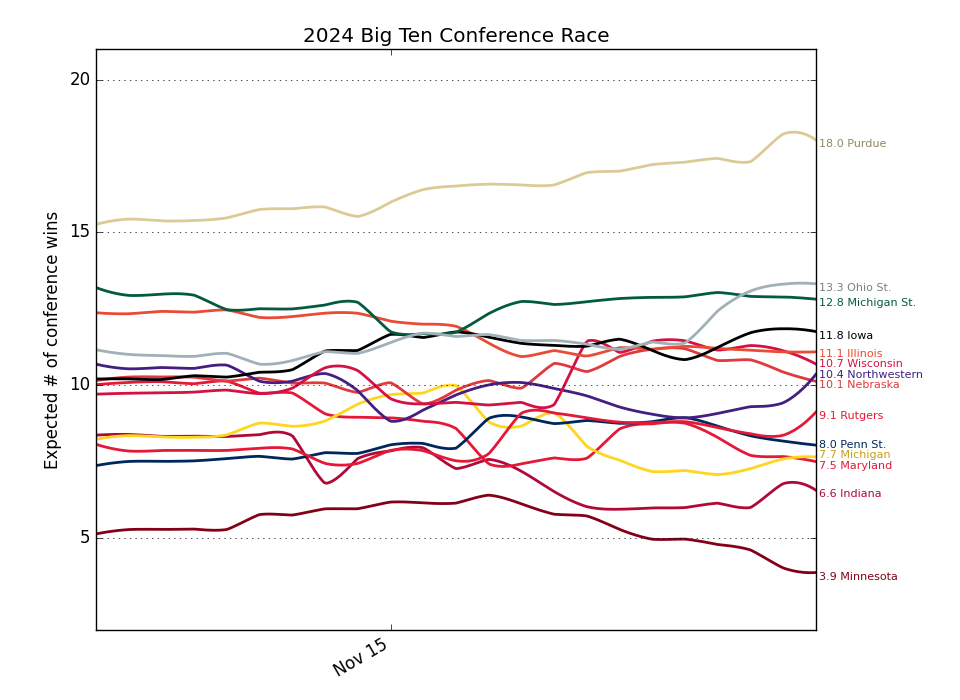 2024 Big Ten Conference Race
Expected # of conference wins
20
15
10
5
Nov 15
18.0 Purdue
13.3 Ohio St.
12.8 Michigan St.
11.8 Iowa
11.1 Illinois
10.7 Wisconsin
10.4 Northwestern
10.1 Nebraska
9.1 Rutgers
8.0 Penn St.
7.7 Michigan
7.5 Maryland
6.6 Indiana
3.9 Minnesota